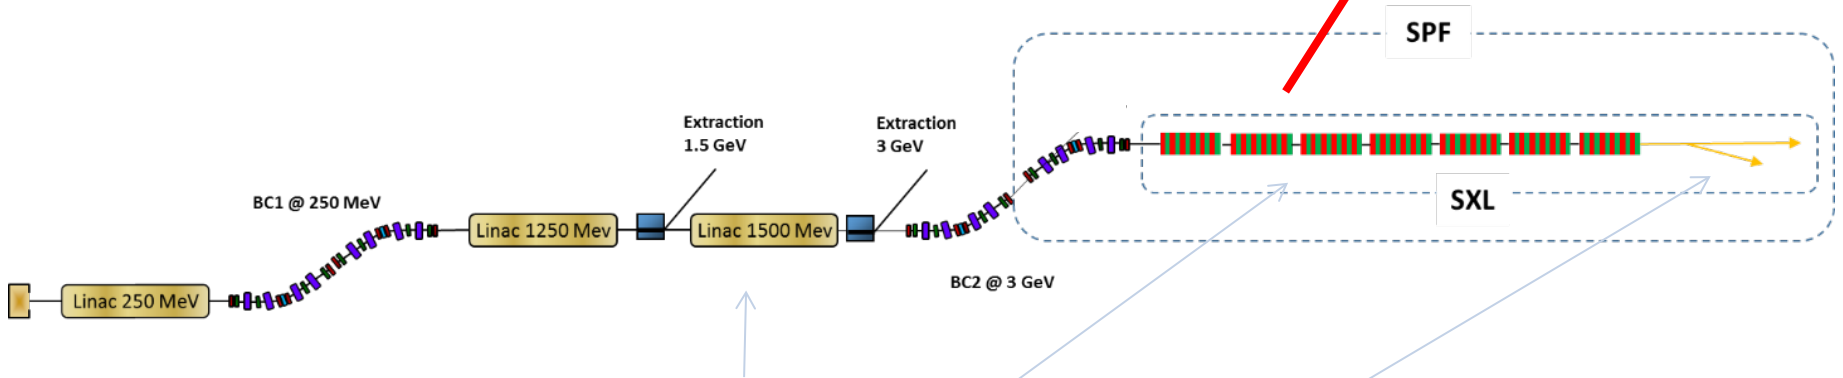 SPF
Extraction
1.5 GeV
Extraction
3 GeV
BC1 @ 250 MeV
SXL
Linac 1250 Mev
Linac 1500 Mev
BC2 @ 3 GeV
Linac 250 MeV